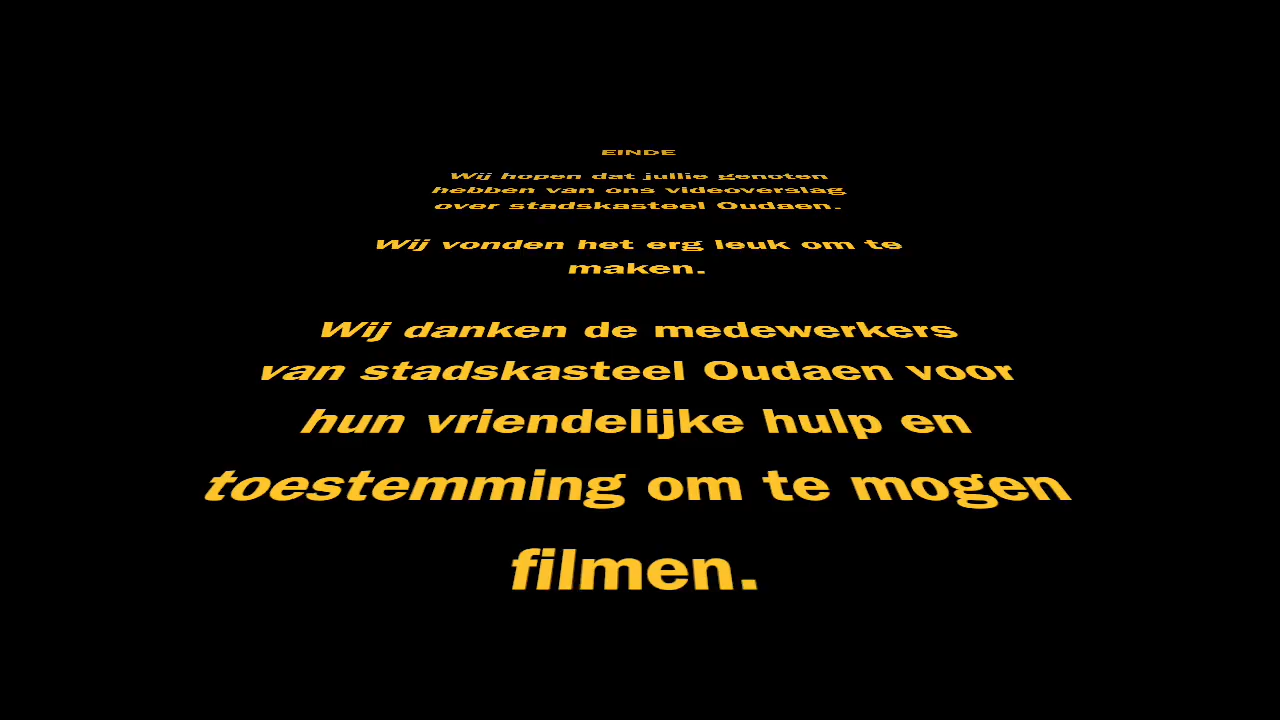 EINDE
Wij hopen dat jullie genoten
hebben van ons videoverslag
over stadskasteel Oudaen.
Wij vonden het erg leuk om te
maken.
Wij danken de medewerkers
van stadskasteel Oudaen voor
hun vriendelijke hulp en
toestemming om te mogen
filmen.